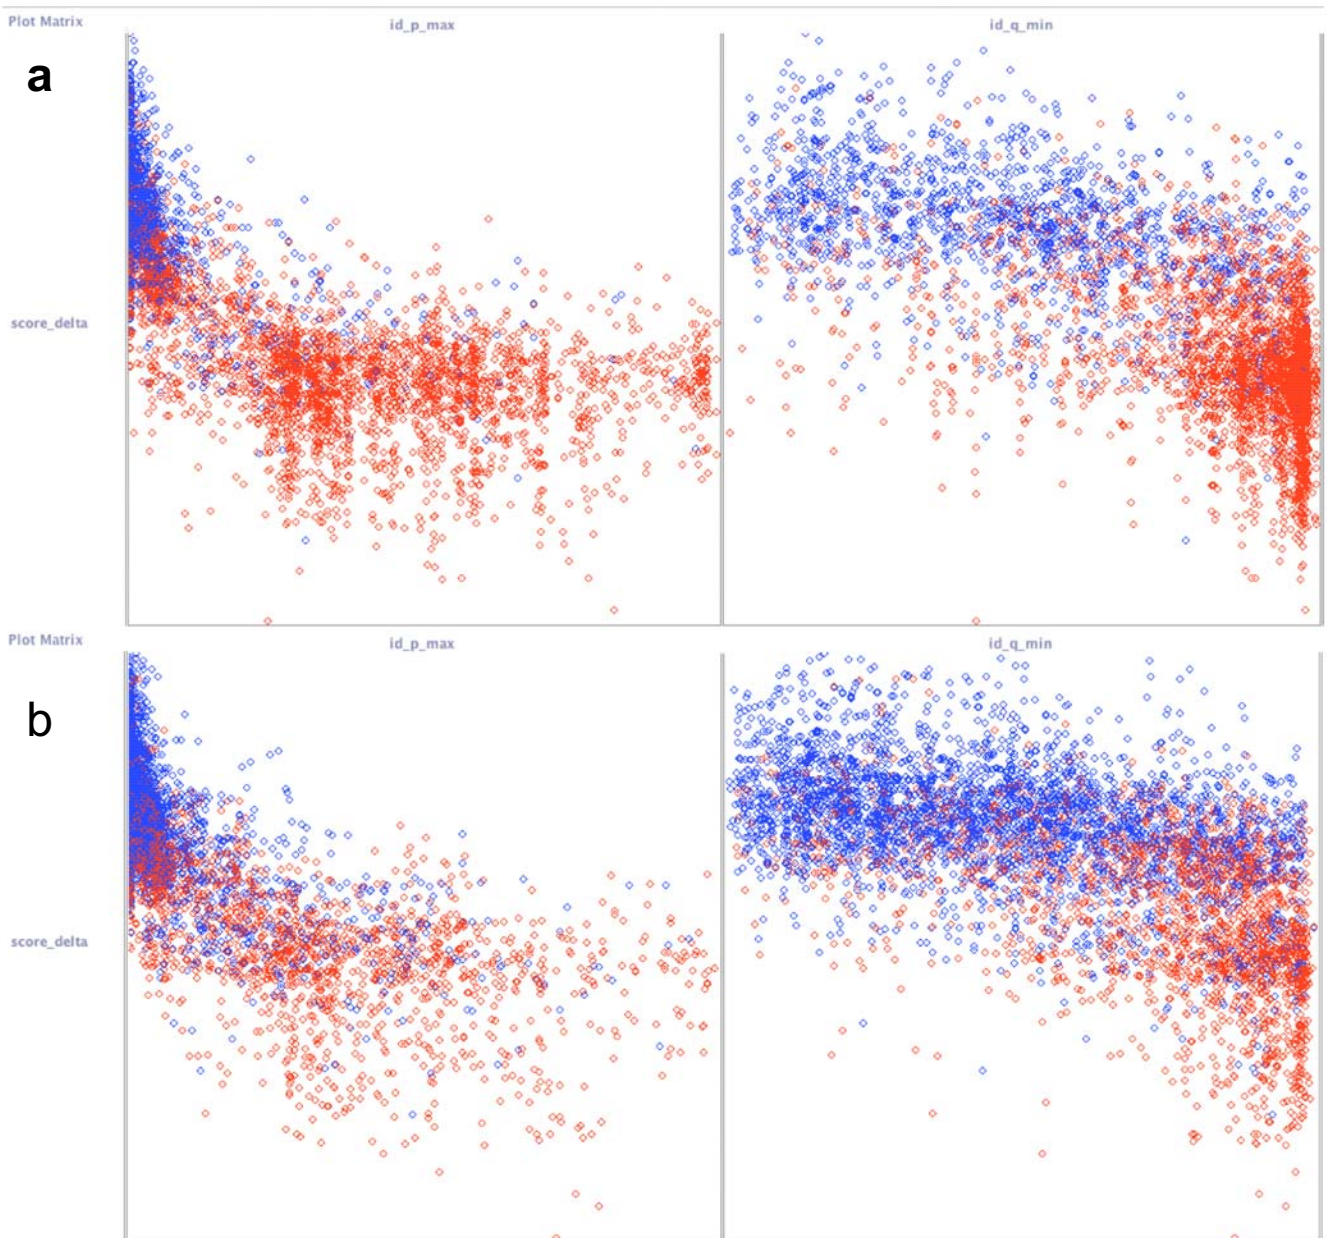 Plot Matrix
id_p_max
id_q_min
a
score_delta
Plot Matrix
id_p_max
id_q_min
b
score_delta